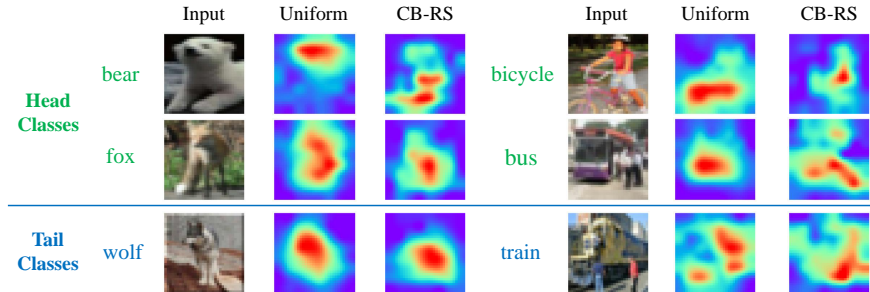 Input Uniform CB-RS Input Uniform CB-RS
bear bicycle
Head
Classes
fox bus
Tail
Classes
wolf train